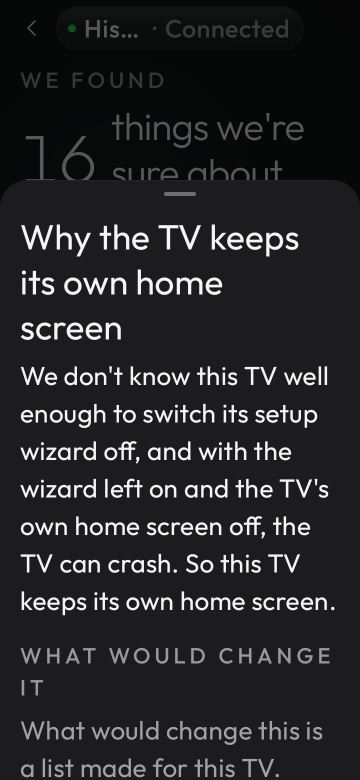 His... · Connected
WE FOUND
16 things we're
sure about
Why the TV keeps
its own home
screen
We don't know this TV well
enough to switch its setup
wizard off, and with the
wizard left on and the TV's
own home screen off, the
TV can crash. So this TV
keeps its own home screen.
WHAT WOULD CHANGE
IT
What would change this is
a list made for this TV.